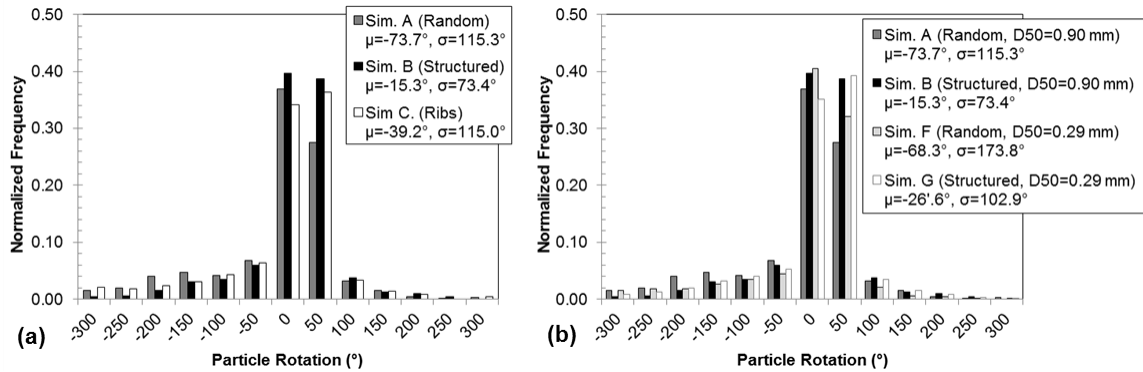 0.50
0.40
0.30
0.20
0.10
0.00
Normalized Frequency
Sim. A (Random)
μ=-73.7°, σ=115.3°
Sim. B (Structured)
μ=-15.3°, σ=73.4°
Sim C. (Ribs)
μ=-39.2°, σ=115.0°
-300 -250 -200 -150 -100 -50 0 50 100 150 200 250 300
(a)
Particle Rotation (°)
0.50
0.40
0.30
0.20
0.10
0.00
Normalized Frequency
Sim. A (Random, D50=0.90 mm)
μ=-73.7°, σ=115.3°
Sim. B (Structured, D50=0.90 mm)
μ=-15.3°, σ=73.4°
Sim. F (Random, D50=0.29 mm)
μ=-68.3°, σ=173.8°
Sim. G (Structured, D50=0.29 mm)
μ=-26'.6°, σ=102.9°
-300 -250 -200 -150 -100 -50 0 50 100 150 200 250 300
(b)
Particle Rotation (°)